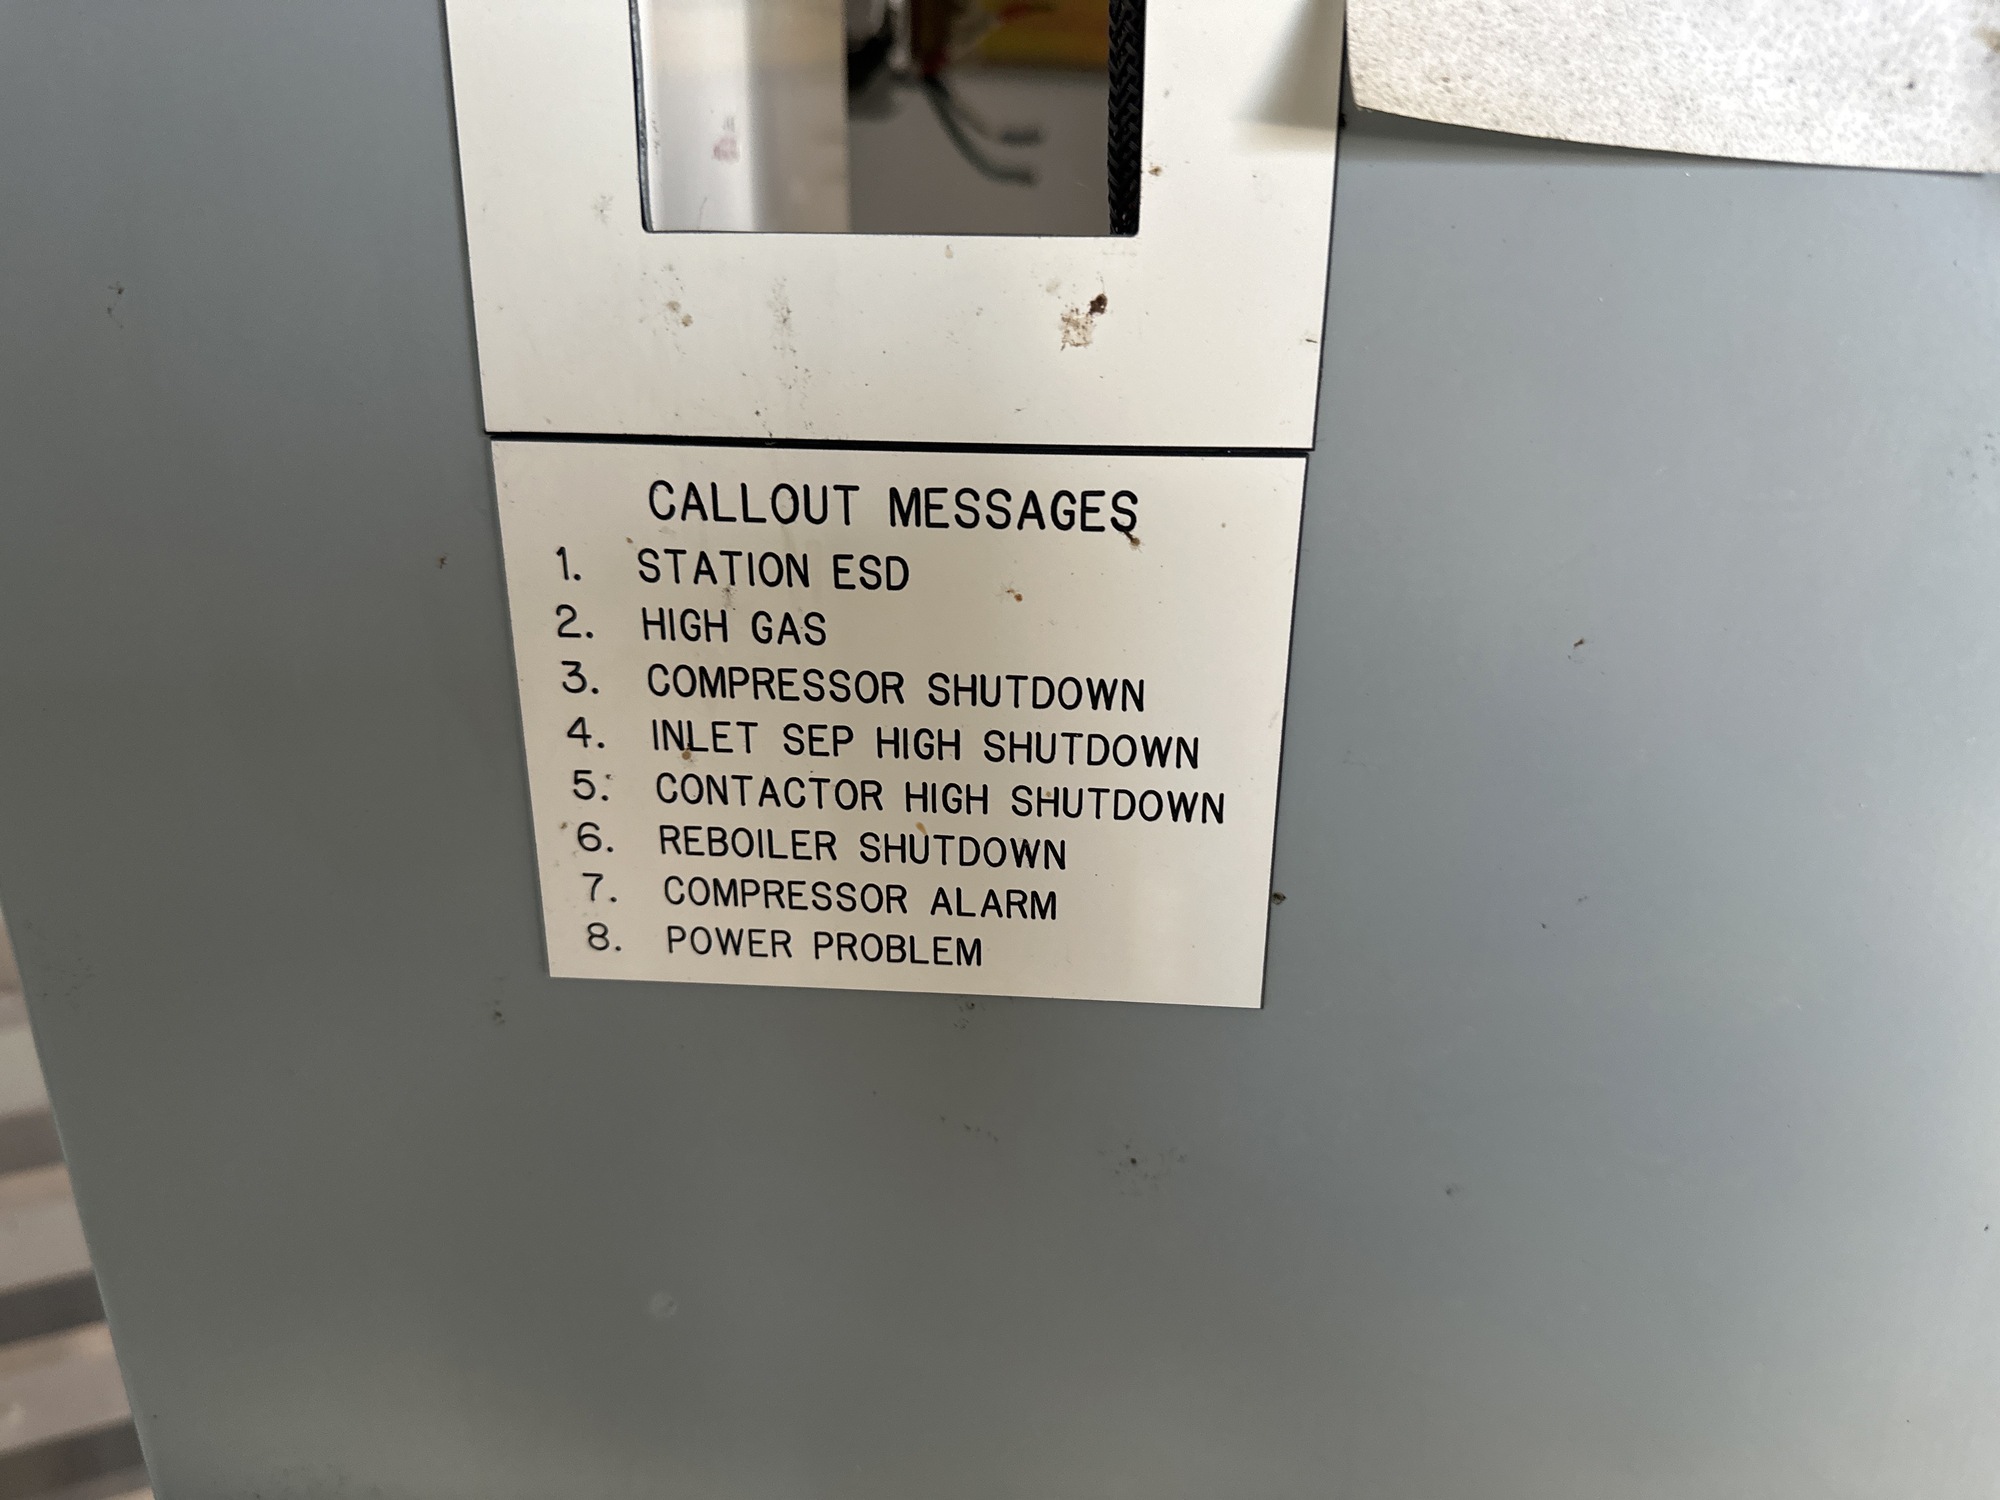 CALLOUT MESSAGES
1. STATION ESD
2. HIGH GAS
3. COMPRESSOR SHUTDOWN
4. INLET SEP HIGH SHUTDOWN
5. CONTACTOR HIGH SHUTDOWN
6. REBOILER SHUTDOWN
7. COMPRESSOR ALARM
8. POWER PROBLEM